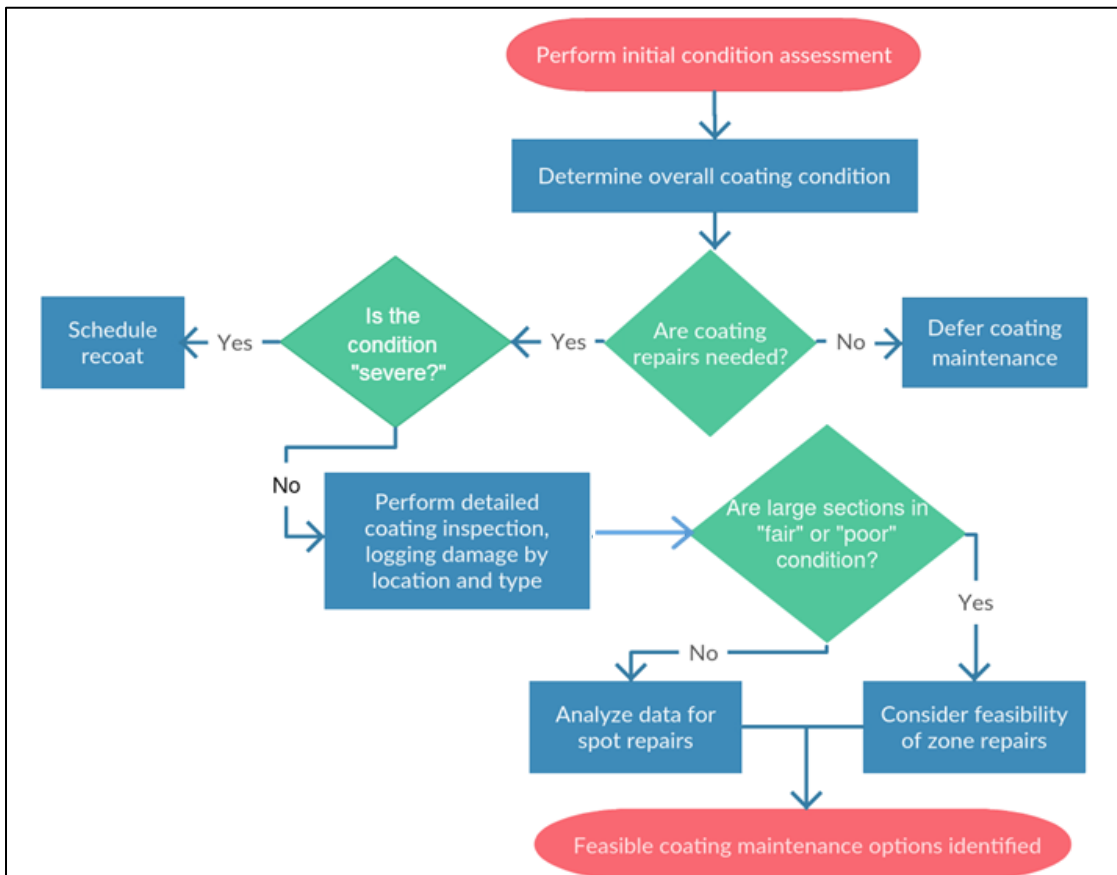 Perform initial condition assessment
Determine overall coating condition
Are coating
repairs needed?
No
Defer coating
maintenance
Yes
Is the
condition
"severe?"
Yes
Schedule
recoat
No
Perform detailed
coating inspection,
logging damage by
location and type
Are large sections in
"fair" or "poor"
condition?
No
Yes
Analyze data for
spot repairs
Consider feasibility
of zone repairs
Feasible coating maintenance options identified